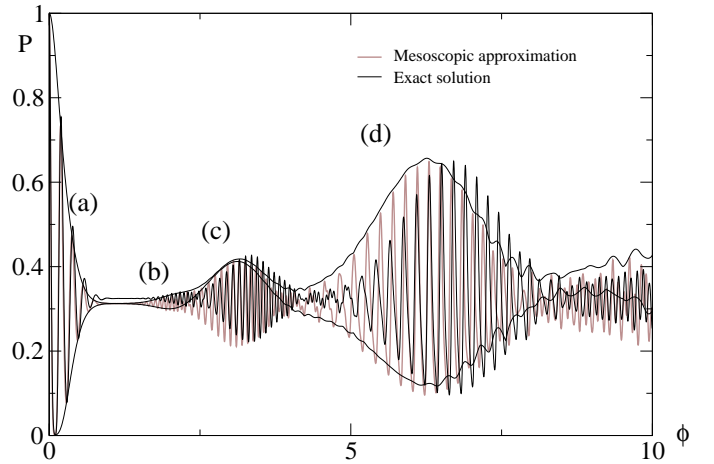 1
P
0.8
0.6
0.4
0.2
0
Mesoscopic approximation
Exact solution
(a)
(b)
(c)
(d)
0
5
10
ϕ